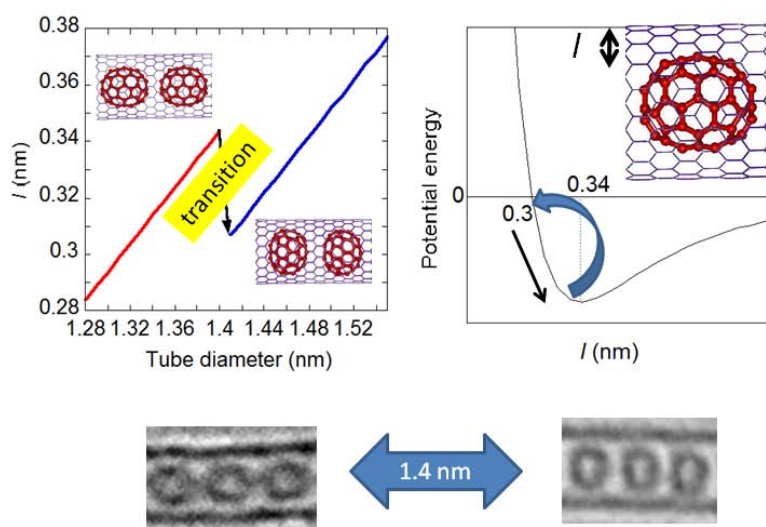 0.38
0.36
0.34
0.32
0.3
0.28
l (nm)
transition
1.28
1.32
1.36
1.4
1.44
1.48
1.52
Tube diameter (nm)
l
Potential energy
0
0.34
0.3
l (nm)
1.4 nm